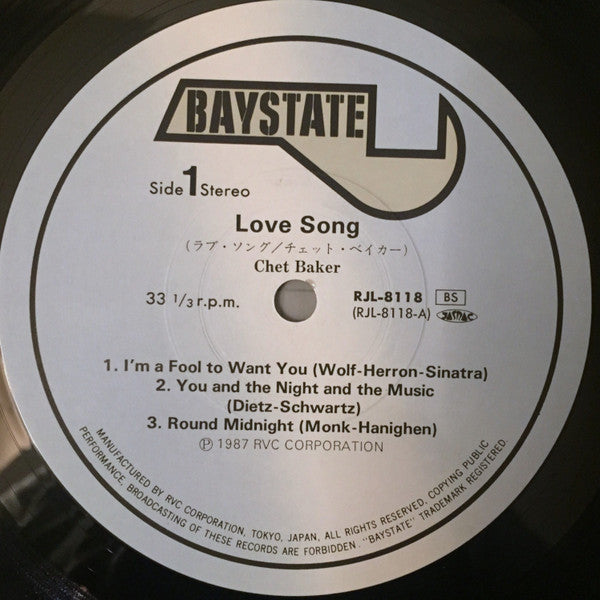 BAYSTATE
Side 1 Stereo
Love Song
(ラブ・ソング/チェット・ベイカー)
Chet Baker
33 1/3 r.p.m.
RJL-8118 BS
(RJL-8118-A) JASRAC
1. I'm a Fool to Want You (Wolf-Herron-Sinatra)
2. You and the Night and the Music
(Dietz-Schwartz)
3. Round Midnight (Monk-Hanighen)
Ⓟ 1987 RVC CORPORATION
MANUFACTURED BY RVC CORPORATION, TOKYO, JAPAN, ALL RIGHTS RESERVED, COPYING PUBLIC
PERFORMANCE, BROADCASTING OF THESE RECORDS ARE FORBIDDEN. "BAYSTATE" TRADEMARK REGISTERED.